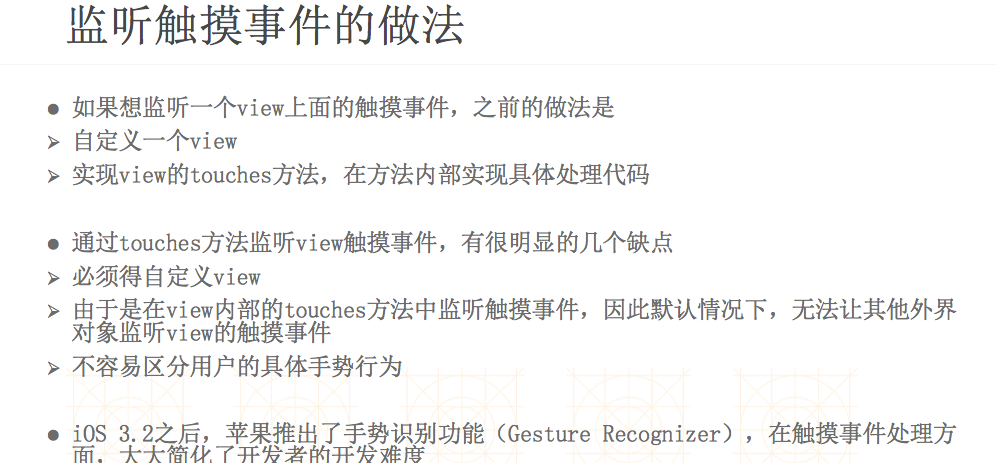 监听触摸事件的做法
● 如果想监听一个view上面的触摸事件，之前的做法是
➢ 自定义一个view
➢ 实现view的touches方法，在方法内部实现具体处理代码
● 通过touches方法监听view触摸事件，有很明显的几个缺点
➢ 必须得自定义view
➢ 由于是在view内部的touches方法中监听触摸事件，因此默认情况下，无法让其他外界
对象监听view的触摸事件
➢ 不容易区分用户的具体手势行为
● iOS 3.2之后，苹果推出了手势识别功能（Gesture Recognizer），在触摸事件处理方
面，大大简化了开发者的开发难度